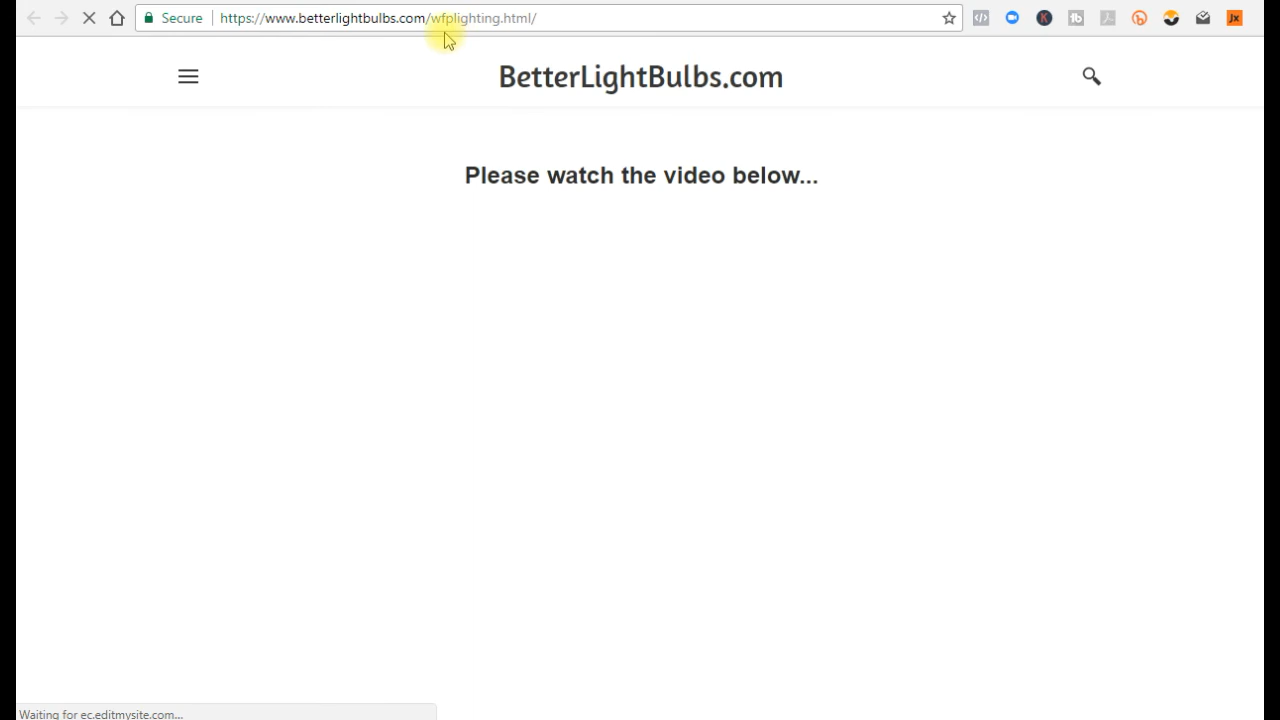 Secure
https://www.betterlightbulbs.com/wfplighting.html/
BetterLightBulbs.com
Please watch the video below...
Waiting for ec.editmysite.com...